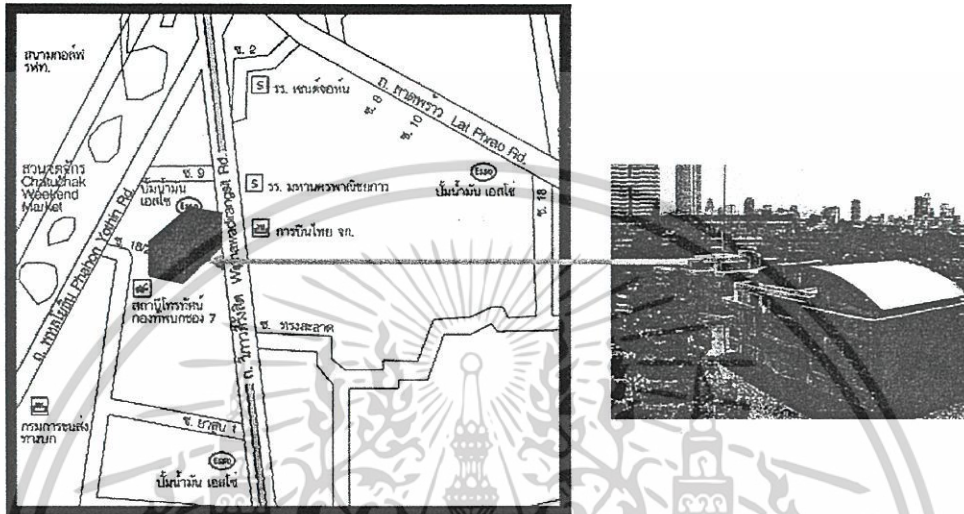 สนามกอล์ฟ
รฟท.
ซ. 2
S รร. เซนต์จอห์น
ถ. ลาดพร้าว Lat Phrao Rd.
ซ. 8
ซ. 10
สวนจตุจักร
Chatuchak
Weekend
Market
ซ. 9
ปั้มน้ำมัน
เอสโซ่
Esso
S รร. มหานครพาณิชยการ
Esso
ปั้มน้ำมัน เอสโซ่
ซ. 18
การบินไทย จก.
ถ. พหลโยธิน Phahon Yothin Rd.
ถ. วิภาวดีรังสิต Wiphawadirangsit Rd.
สถานีโทรทัศน์
กองทัพบกช่อง 7
ซ.
กรมการขนส่ง
ทางบก
ซ. ยาสูบ 1
Esso
ปั้มน้ำมัน เอสโซ่